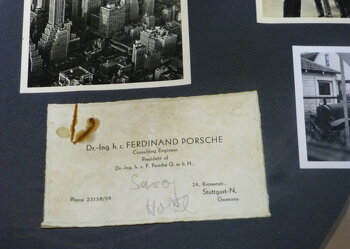 Dr.-Ing. h. c. FERDINAND PORSCHE
Consulting Engineer
President of
Dr.-Ing. h. c. F. Porsche G. m. b. H.,
Savoy
Hotel
Phone 23158/59
24, Kronenstr.,
Stuttgart-N,
Germany.